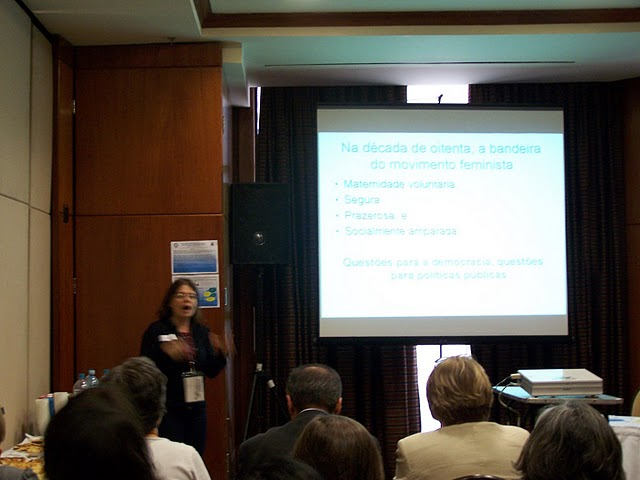 Na década de oitenta, a bandeira
do movimento feminista
• Maternidade voluntaria
• Segura
• Prazerosa e
• Socialmente amparada
Questões para a democracia, questões
para políticas públicas